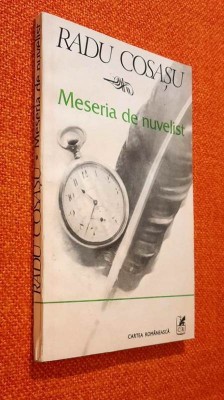 RADU COSAȘU
Meseria de nuvelist
CARTEA ROMÂNEASCĂ
RADU COSAȘU • Meseria de nuvelist